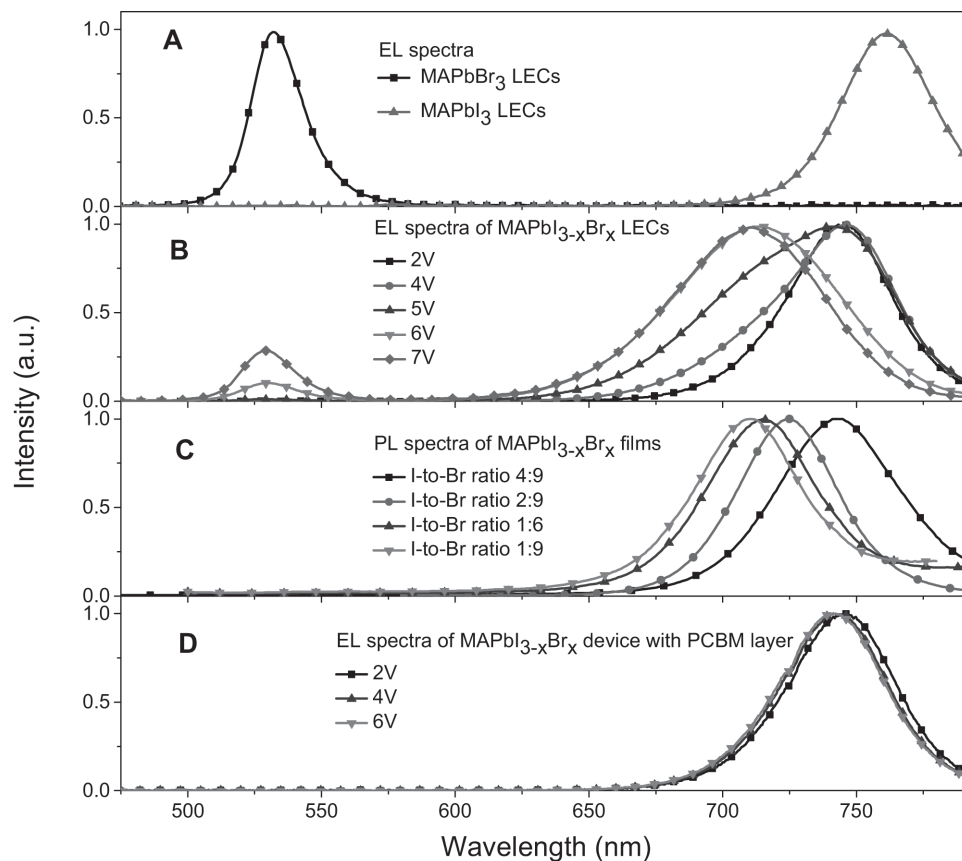 Intensity (a.u.)
A
EL spectra
MAPbBr3 LECs
MAPbI3 LECs
1.0
0.5
0.0
B
EL spectra of MAPbI3-xBrx LECs
2V
4V
5V
6V
7V
1.0
0.5
0.0
C
PL spectra of MAPbI3-xBrx films
I-to-Br ratio 4:9
I-to-Br ratio 2:9
I-to-Br ratio 1:6
I-to-Br ratio 1:9
1.0
0.5
0.0
D
EL spectra of MAPbI3-xBrx device with PCBM layer
2V
4V
6V
1.0
0.5
0.0
500 550 600 650 700 750
Wavelength (nm)